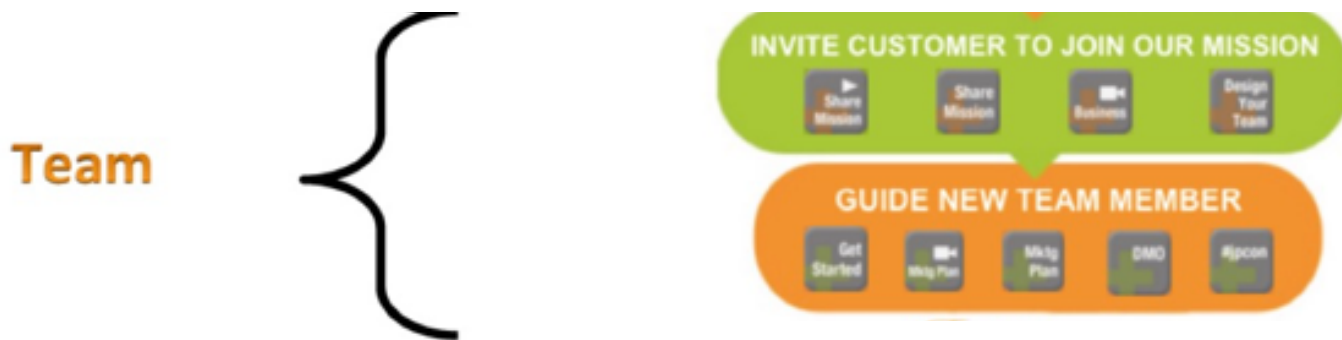 Team
INVITE CUSTOMER TO JOIN OUR MISSION
Share
Mission
Share
Mission
Business
Design
Your
Team
GUIDE NEW TEAM MEMBER
Get
Started
Mktg Plan
Mktg
Plan
DMO
#jpcon